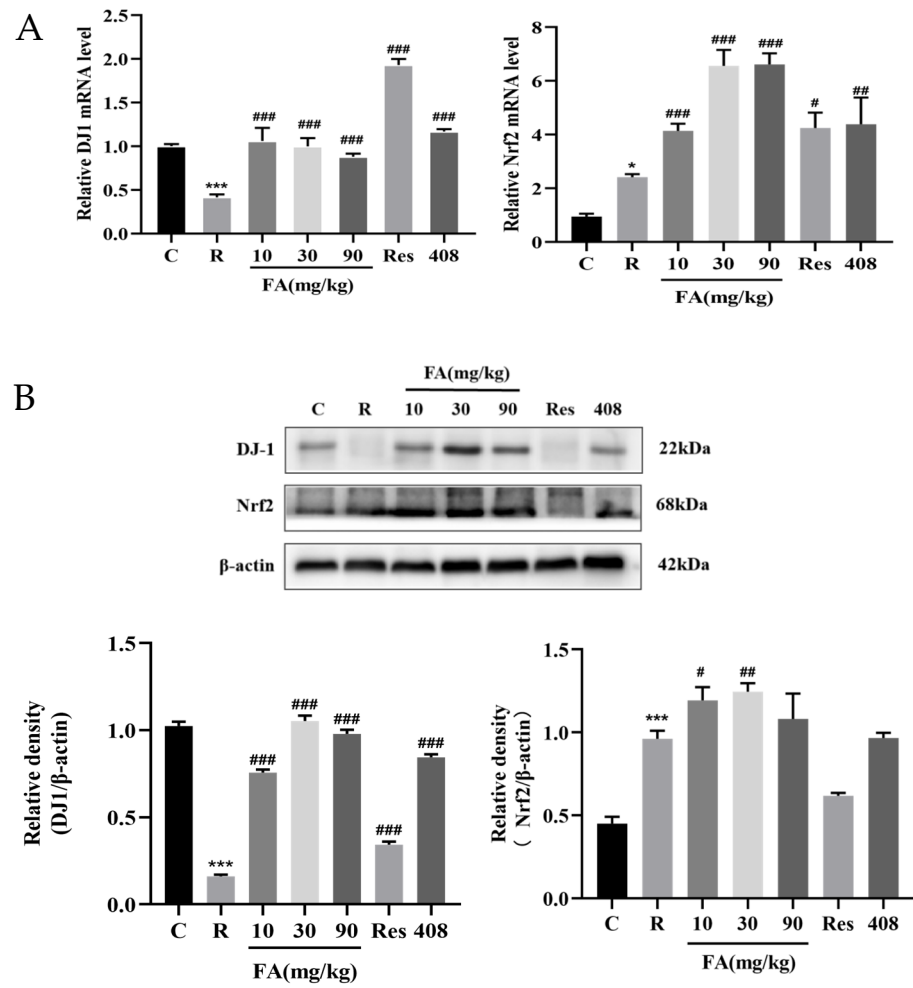 A
Relative DJ1 mRNA level
2.5
2.0
1.5
1.0
0.5
0.0
***
###
###
###
###
###
C R 10 30 90 Res 408
FA(mg/kg)
Relative Nrf2 mRNA level
8
6
4
2
0
*
###
###
###
#
##
C R 10 30 90 Res 408
FA(mg/kg)
B
FA(mg/kg)
C R 10 30 90 Res 408
DJ-1 22kDa
Nrf2 68kDa
β-actin 42kDa
Relative density
(DJ1/β-actin)
1.5
1.0
0.5
0.0
***
###
###
###
###
###
C R 10 30 90 Res 408
FA(mg/kg)
Relative density
( Nrf2/β-actin)
1.5
1.0
0.5
0.0
***
#
##
C R 10 30 90 Res 408
FA(mg/kg)